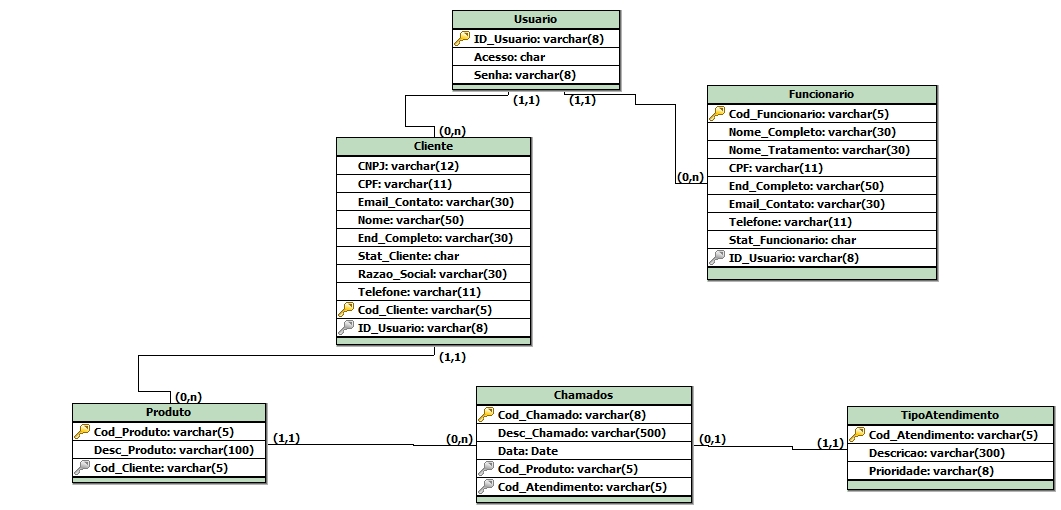 Usuario
ID_Usuario: varchar(8)
Acesso: char
Senha: varchar(8)
(1,1)
(1,1)
(0,n)
(0,n)
Funcionario
Cod_Funcionario: varchar(5)
Nome_Completo: varchar(30)
Nome_Tratamento: varchar(30)
CPF: varchar(11)
End_Completo: varchar(50)
Email_Contato: varchar(30)
Telefone: varchar(11)
Stat_Funcionario: char
ID_Usuario: varchar(8)
Cliente
CNPJ: varchar(12)
CPF: varchar(11)
Email_Contato: varchar(30)
Nome: varchar(50)
End_Completo: varchar(30)
Stat_Cliente: char
Razao_Social: varchar(30)
Telefone: varchar(11)
Cod_Cliente: varchar(5)
ID_Usuario: varchar(8)
(1,1)
(0,n)
Produto
Cod_Produto: varchar(5)
Desc_Produto: varchar(100)
Cod_Cliente: varchar(5)
(1,1)
(0,n)
Chamados
Cod_Chamado: varchar(8)
Desc_Chamado: varchar(500)
Data: Date
Cod_Produto: varchar(5)
Cod_Atendimento: varchar(5)
(0,1)
(1,1)
TipoAtendimento
Cod_Atendimento: varchar(5)
Descricao: varchar(300)
Prioridade: varchar(8)